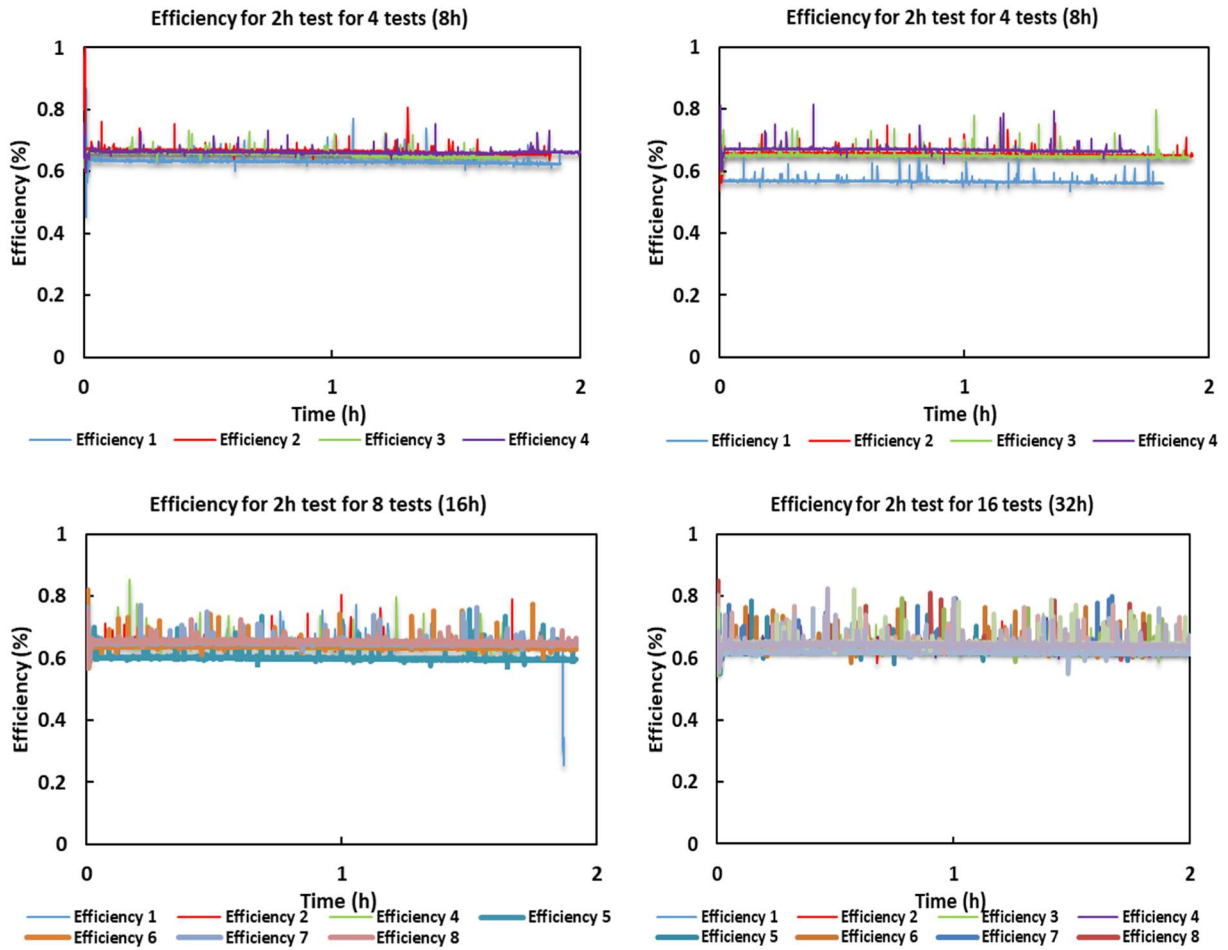 Efficiency for 2h test for 4 tests (8h)
1
0.8
0.6
0.4
0.2
0
Efficiency (%)
0 1 2
Time (h)
Efficiency 1 Efficiency 2 Efficiency 3 Efficiency 4
Efficiency for 2h test for 4 tests (8h)
1
0.8
0.6
0.4
0.2
0
Efficiency (%)
0 1 2
Time (h)
Efficiency 1 Efficiency 2 Efficiency 3 Efficiency 4
Efficiency for 2h test for 8 tests (16h)
1
0.8
0.6
0.4
0.2
0
Efficiency (%)
0 1 2
Time (h)
Efficiency 1 Efficiency 2 Efficiency 4 Efficiency 5
Efficiency 6 Efficiency 7 Efficiency 8
Efficiency for 2h test for 16 tests (32h)
1
0.8
0.6
0.4
0.2
0
Efficiency (%)
0 1 2
Time (h)
Efficiency 1 Efficiency 2 Efficiency 3 Efficiency 4
Efficiency 5 Efficiency 6 Efficiency 7 Efficiency 8